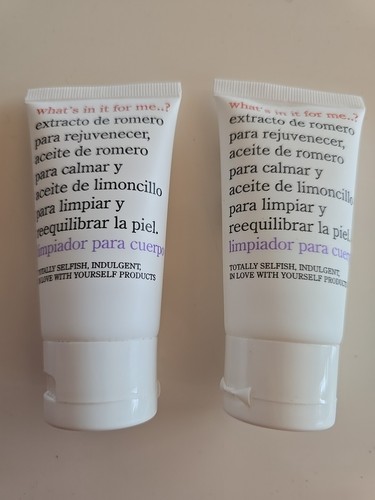 what's in it for me..?
extracto de romero
para rejuvenecer,
aceite de romero
para calmar y
aceite de limoncillo
para limpiar y
reequilibrar la piel.
limpiador para cuerpo
TOTALLY SELFISH, INDULGENT,
IN LOVE WITH YOURSELF PRODUCTS
what's in it for me..?
extracto de romero
para rejuvenecer,
aceite de romero
para calmar y
aceite de limoncillo
para limpiar y
reequilibrar la piel.
limpiador para cuerpo
TOTALLY SELFISH, INDULGENT,
IN LOVE WITH YOURSELF PRODUCTS